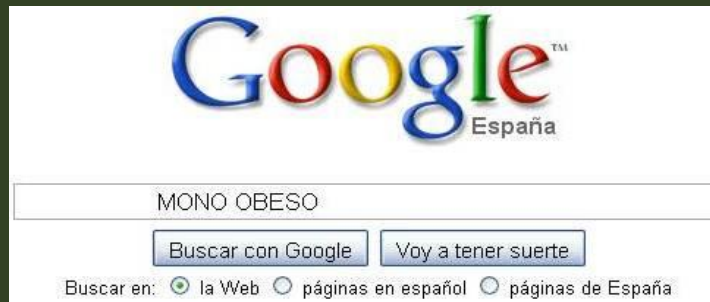 Google™
España
MONO OBESO
Buscar con Google Voy a tener suerte
Buscar en: la Web páginas en español páginas de España